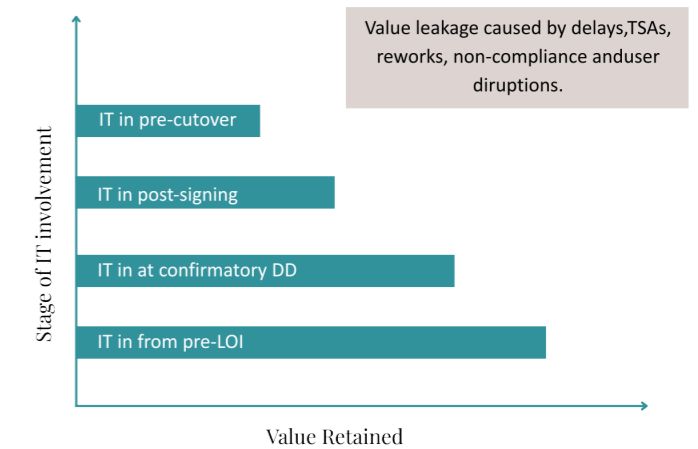 Value leakage caused by delays,TSAs,
reworks, non-compliance anduser
diruptions.
IT in pre-cutover
IT in post-signing
IT in at confirmatory DD
IT in from pre-LOI
Stage of IT involvement
Value Retained